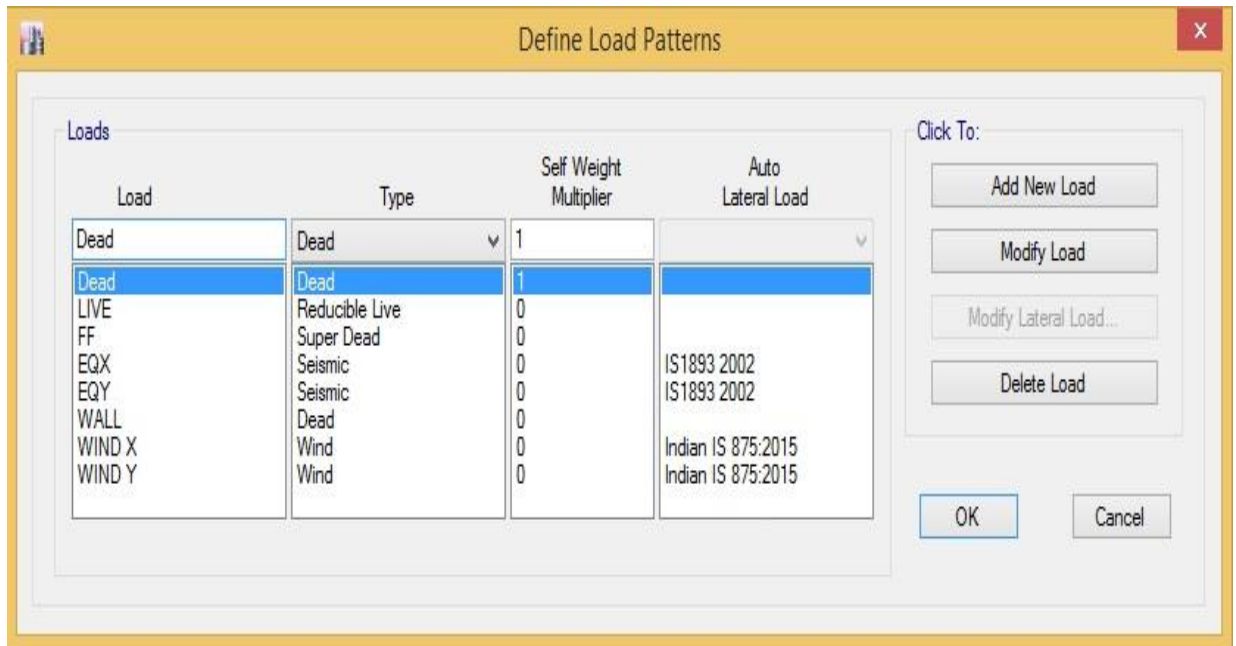 Define Load Patterns
x
Loads
Click To:
Load Type Self Weight Multiplier Auto Lateral Load
Dead Dead 1
Dead Dead 1
LIVE Reducible Live 0
FF Super Dead 0
EQX Seismic 0 IS1893 2002
EQY Seismic 0 IS1893 2002
WALL Dead 0
WIND X Wind 0 Indian IS 875:2015
WIND Y Wind 0 Indian IS 875:2015
Add New Load
Modify Load
Modify Lateral Load...
Delete Load
OK Cancel